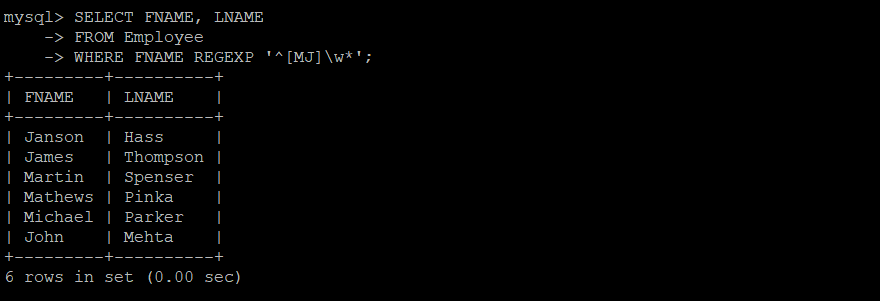 mysql> SELECT FNAME, LNAME
    -> FROM Employee
    -> WHERE FNAME REGEXP '^[MJ]\w*';
+---------+----------+
| FNAME   | LNAME    |
+---------+----------+
| Janson  | Hass     |
| James   | Thompson |
| Martin  | Spenser  |
| Mathews | Pinka    |
| Michael | Parker   |
| John    | Mehta    |
+---------+----------+
6 rows in set (0.00 sec)